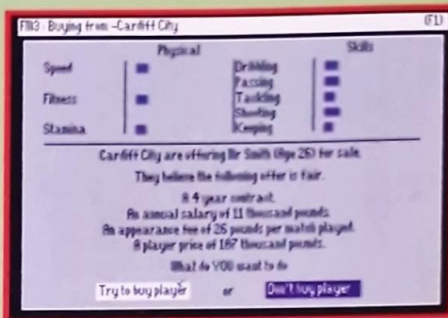 FTB3 : Buying from -Cardiff City (F1)
Physical Skills
Speed Dribbling
Passing
Fitness Tackling
Shooting
Stamina Keeping
Cardiff City are offering Mr Smith (Age 26) for sale.
They believe the following offer is fair.
A 4 year contract.
An annual salary of 11 thousand pounds.
An appearance fee of 26 pounds per match played.
A player price of 167 thousand pounds.
What do YOU want to do
Try to buy player or Don't buy player